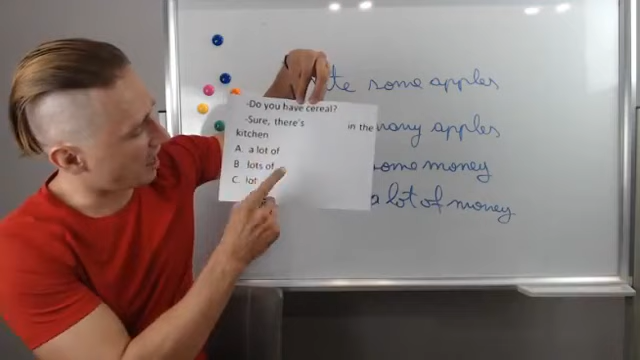 some apples
-Do you have cereal?
-Sure, there's in the
kitchen
A. a lot of
B lots of
C. lot
many apples
some money
a lot of money